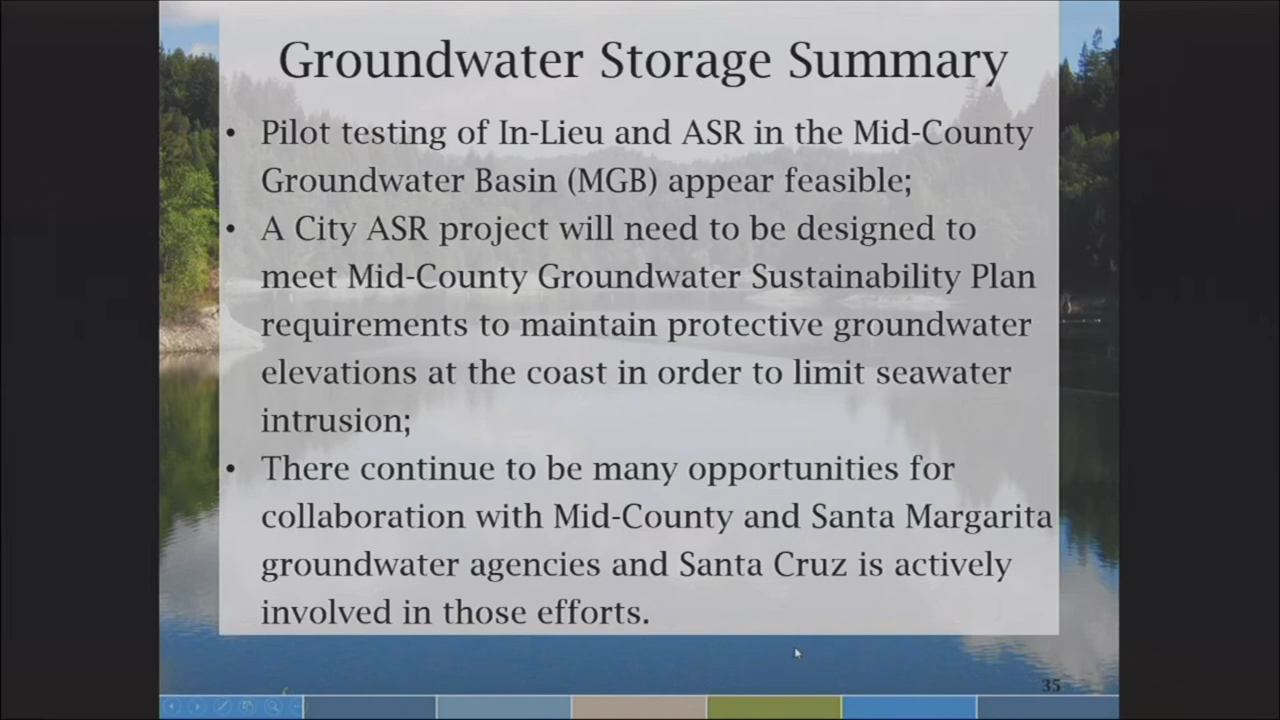 Groundwater Storage Summary
• Pilot testing of In-Lieu and ASR in the Mid-County
Groundwater Basin (MGB) appear feasible;
• A City ASR project will need to be designed to
meet Mid-County Groundwater Sustainability Plan
requirements to maintain protective groundwater
elevations at the coast in order to limit seawater
intrusion;
• There continue to be many opportunities for
collaboration with Mid-County and Santa Margarita
groundwater agencies and Santa Cruz is actively
involved in those efforts.
35